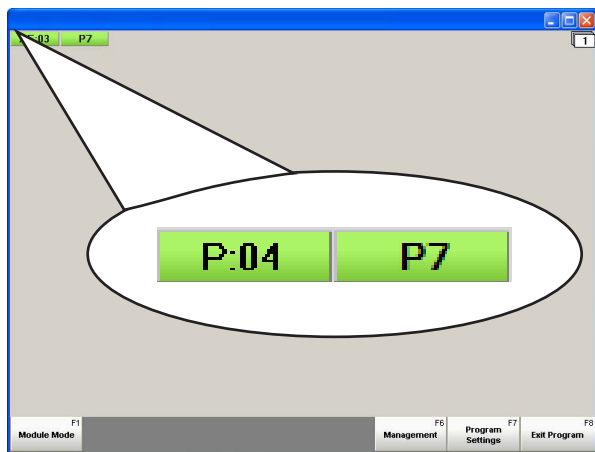 P7
1
P:04 P7
F1
Module Mode
F6
Management
F7
Program
Settings
F8
Exit Program